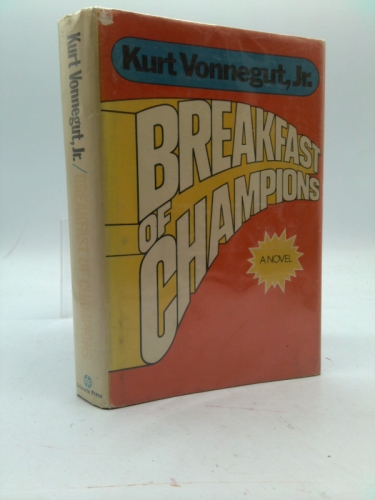 Kurt Vonnegut, Jr.
BREAKFAST
OF CHAMPIONS
A NOVEL
Kurt Vonnegut, Jr. /